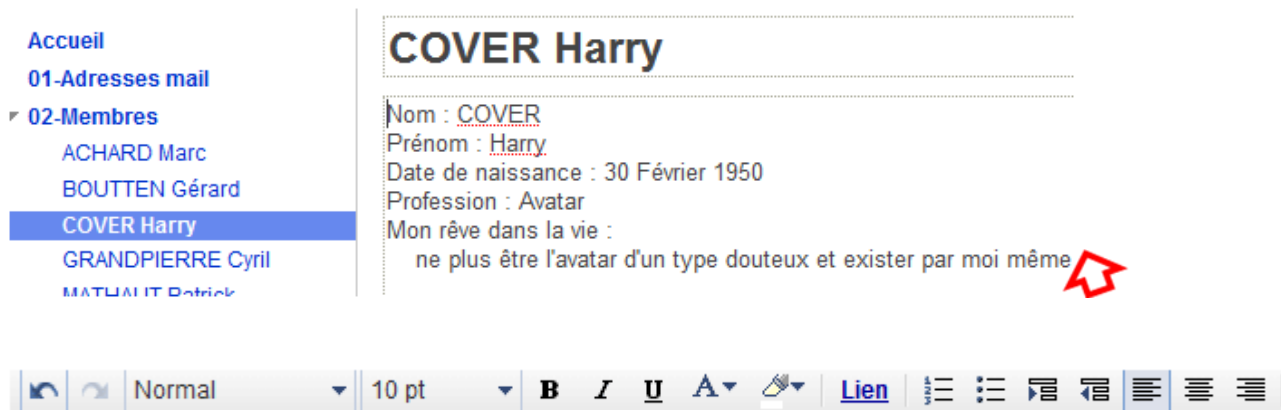 Accueil
01-Adresses mail
02-Membres
ACHARD Marc
BOUTTEN Gérard
COVER Harry
GRANDPIERRE Cyril
MATHAUT Patrick
COVER Harry
Nom : COVER
Prénom : Harry
Date de naissance : 30 Février 1950
Profession : Avatar
Mon rêve dans la vie :
ne plus être l'avatar d'un type douteux et exister par moi même
Normal 10 pt B I U A Lien